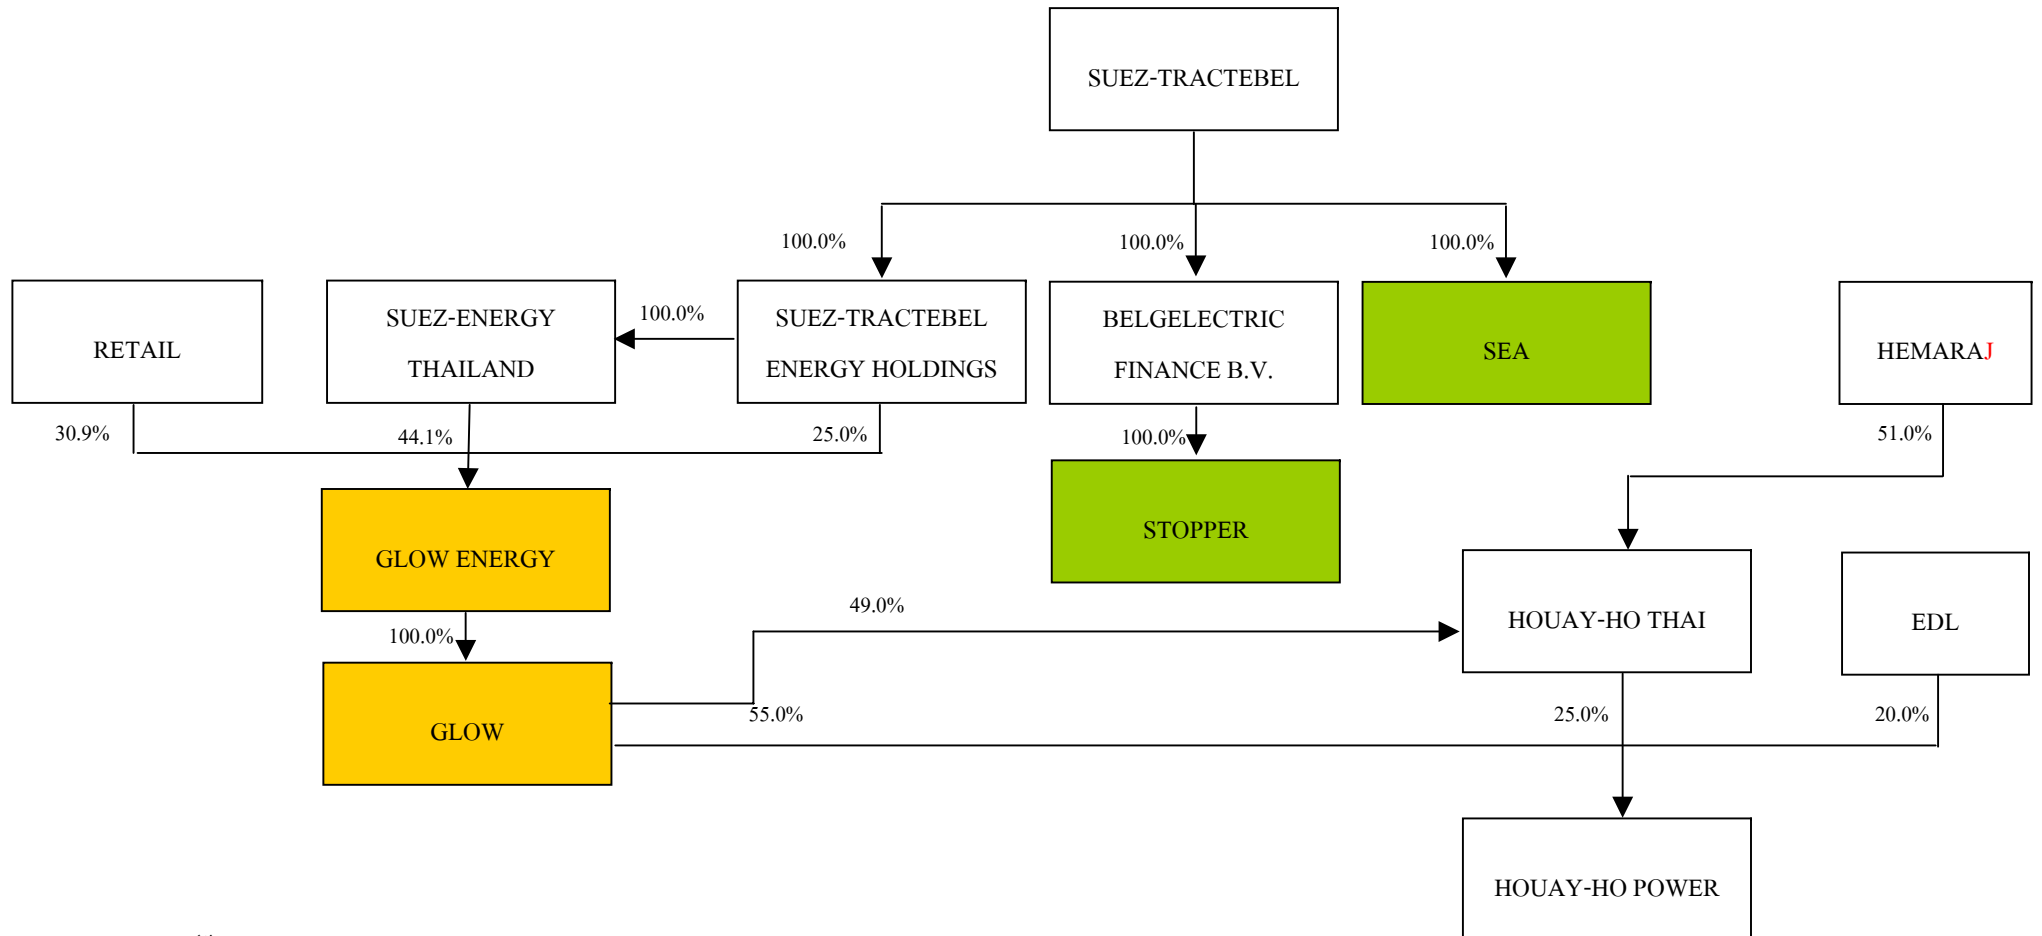 SUEZ-TRACTEBEL
100.0%
100.0%
100.0%
RETAIL
SUEZ-ENERGY
THAILAND
100.0%
SUEZ-TRACTEBEL
ENERGY HOLDINGS
BELGELECTRIC
FINANCE B.V.
SEA
HEMARAJ
30.9%
44.1%
25.0%
100.0%
51.0%
GLOW ENERGY
STOPPER
100.0%
49.0%
HOUAY-HO THAI
EDL
GLOW
55.0%
25.0%
20.0%
HOUAY-HO POWER